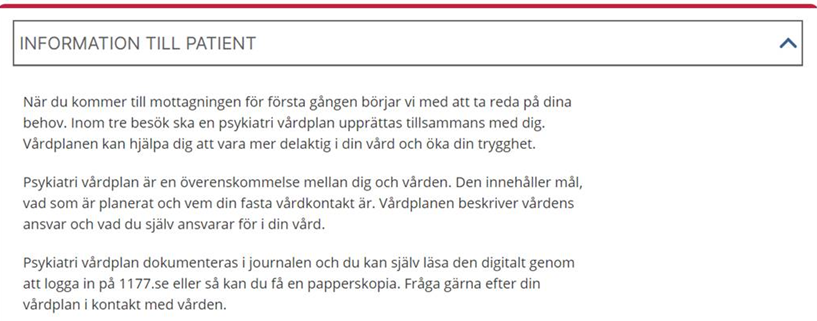 INFORMATION TILL PATIENT
När du kommer till mottagningen för första gången börjar vi med att ta reda på dina
behov. Inom tre besök ska en psykiatri vårdplan upprättas tillsammans med dig.
Vårdplanen kan hjälpa dig att vara mer delaktig i din vård och öka din trygghet.
Psykiatri vårdplan är en överenskommelse mellan dig och vården. Den innehåller mål,
vad som är planerat och vem din fasta vårdkontakt är. Vårdplanen beskriver vårdens
ansvar och vad du själv ansvarar för i din vård.
Psykiatri vårdplan dokumenteras i journalen och du kan själv läsa den digitalt genom
att logga in på 1177.se eller så kan du få en papperskopia. Fråga gärna efter din
vårdplan i kontakt med vården.